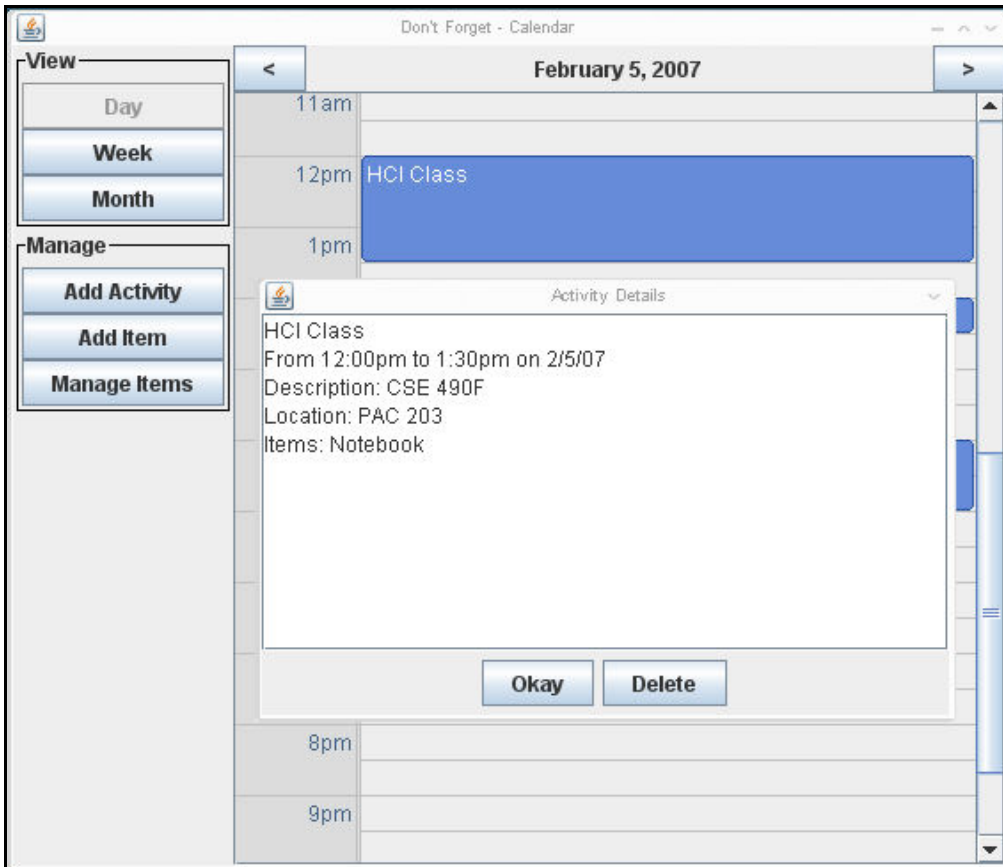 Don't Forget - Calendar
View
Day
Week
Month
Manage
Add Activity
Add Item
Manage Items
< February 5, 2007 >
11am
12pm HCI Class
1pm
Activity Details
HCI Class
From 12:00pm to 1:30pm on 2/5/07
Description: CSE 490F
Location: PAC 203
Items: Notebook
Okay Delete
8pm
9pm